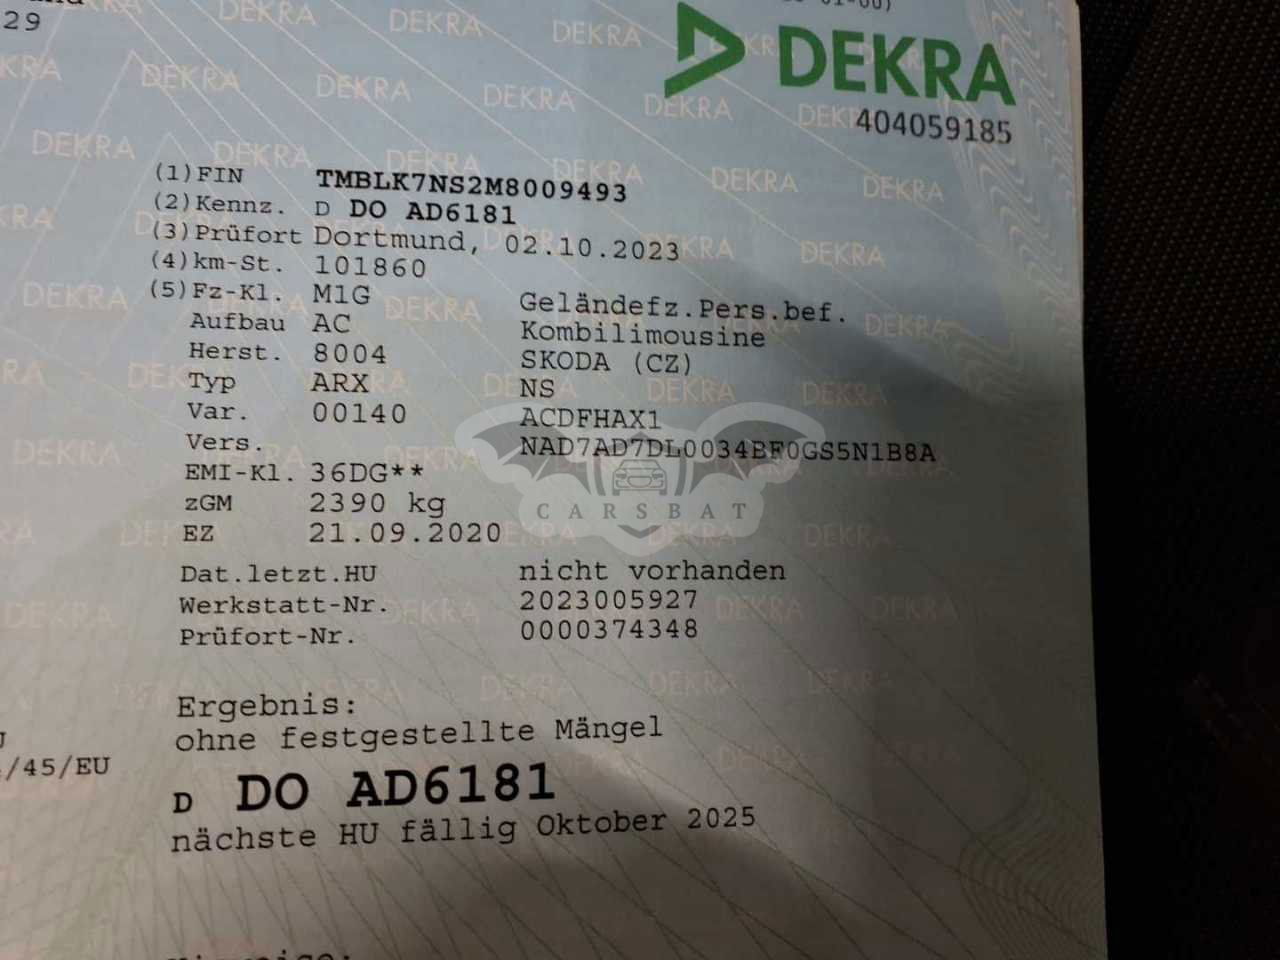 29
DEKRA
404059185
(1)FIN TMBLK7NS2M8009493
(2)Kennz. D DO AD6181
(3)Prüfort Dortmund, 02.10.2023
(4)km-St. 101860
(5)Fz-Kl. M1G Geländefz.Pers.bef.
Aufbau AC Kombilimousine
Herst. 8004 SKODA (CZ)
Typ ARX NS
Var. 00140 ACDFHAX1
Vers. NAD7AD7DL0034BF0GS5N1B8A
EMI-Kl. 36DG**
zGM 2390 kg
EZ 21.09.2020
Dat.letzt.HU nicht vorhanden
Werkstatt-Nr. 2023005927
Prüfort-Nr. 0000374348
Ergebnis:
ohne festgestellte Mängel
/45/EU
D DO AD6181
nächste HU fällig Oktober 2025
CARSBAT